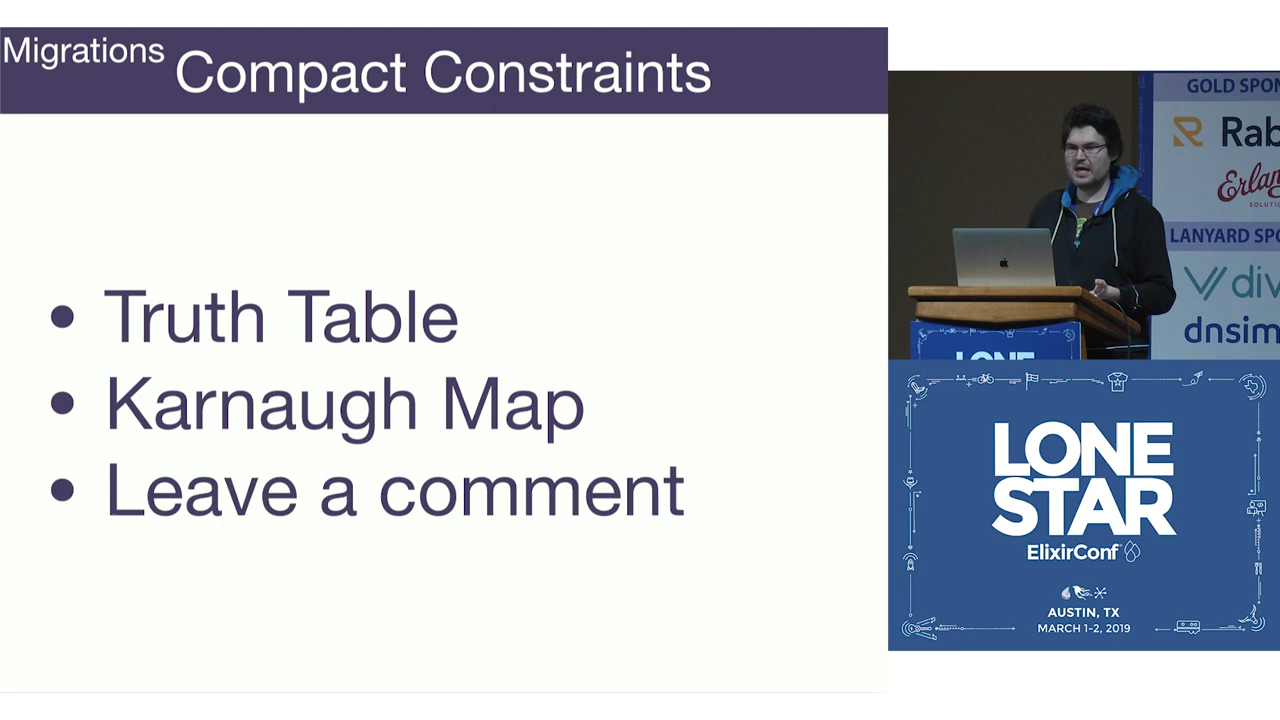 Migrations
Compact Constraints
• Truth Table
• Karnaugh Map
• Leave a comment
GOLD SPON
Rab
Erlan
SOLUTIO
LANYARD SPO
div
dnsim
LONE
LONE
STAR
ElixirConf
AUSTIN, TX
MARCH 1-2, 2019